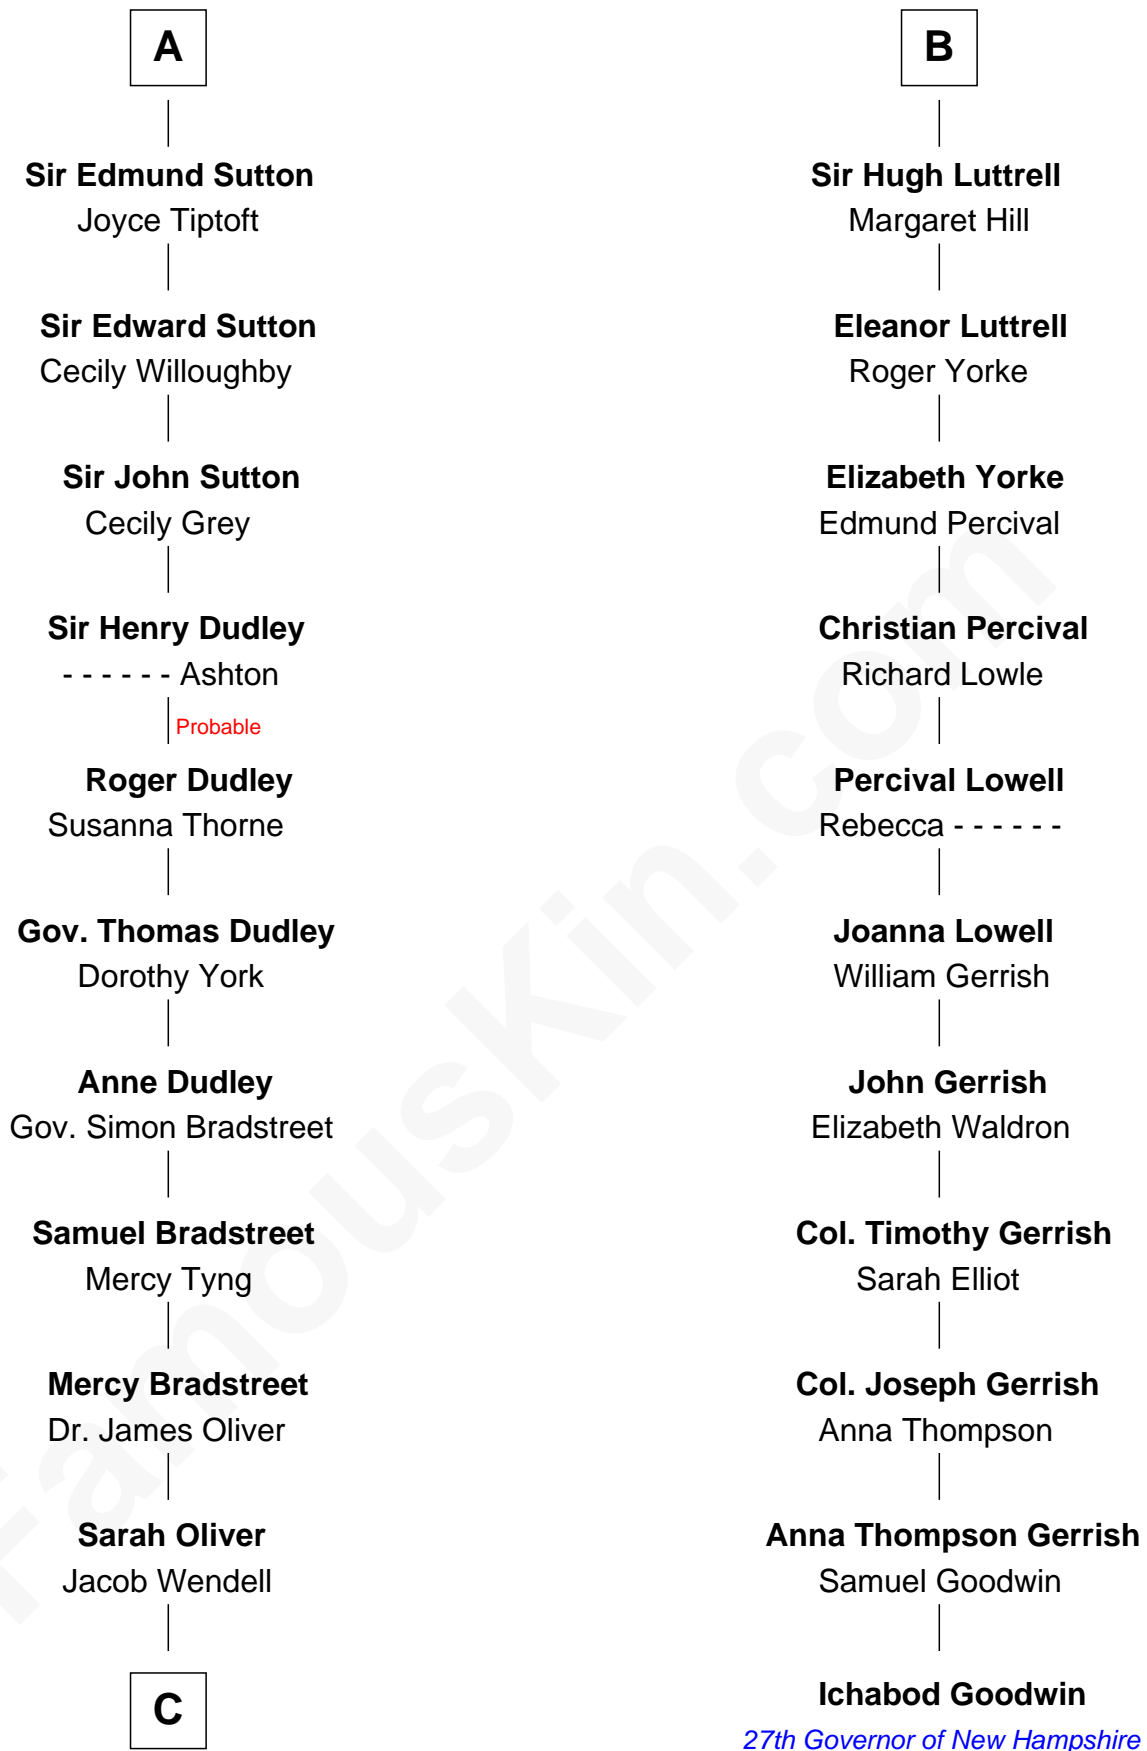 A
Sir Edmund Sutton
Joyce Tiptoft
Sir Edward Sutton
Cecily Willoughby
Sir John Sutton
Cecily Grey
Sir Henry Dudley
- - - - - - Ashton
Probable
Roger Dudley
Susanna Thorne
Gov. Thomas Dudley
Dorothy York
Anne Dudley
Gov. Simon Bradstreet
Samuel Bradstreet
Mercy Tyng
Mercy Bradstreet
Dr. James Oliver
Sarah Oliver
Jacob Wendell
C
B
Sir Hugh Luttrell
Margaret Hill
Eleanor Luttrell
Roger Yorke
Elizabeth Yorke
Edmund Percival
Christian Percival
Richard Lowle
Percival Lowell
Rebecca - - - - - -
Joanna Lowell
William Gerrish
John Gerrish
Elizabeth Waldron
Col. Timothy Gerrish
Sarah Elliot
Col. Joseph Gerrish
Anna Thompson
Anna Thompson Gerrish
Samuel Goodwin
Ichabod Goodwin
27th Governor of New Hampshire
FamousKin.com